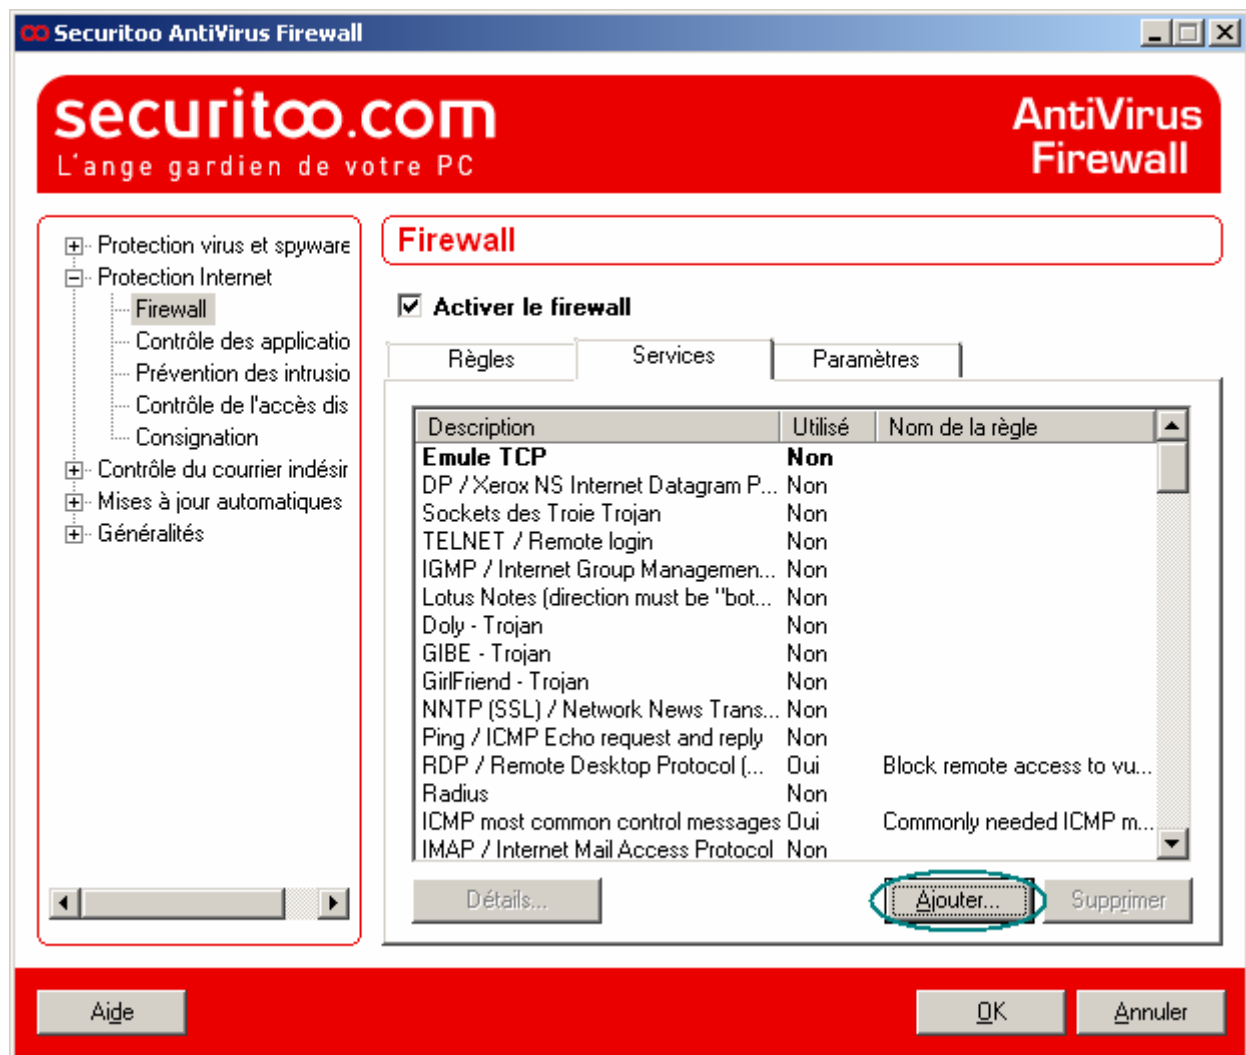 Securitoo AntiVirus Firewall
securitoo.com
L'ange gardien de votre PC
AntiVirus
Firewall
Protection virus et spyware
Protection Internet
Firewall
Contrôle des applicatio
Prévention des intrusio
Contrôle de l'accès dis
Consignation
Contrôle du courrier indésir
Mises à jour automatiques
Généralités
Firewall
Activer le firewall
Règles Services Paramètres
Description Utilisé Nom de la règle
Emule TCP Non
DP / Xerox NS Internet Datagram P... Non
Sockets des Troie Trojan Non
TELNET / Remote login Non
IGMP / Internet Group Managemen... Non
Lotus Notes (direction must be "bot... Non
Doly - Trojan Non
GIBE - Trojan Non
GirlFriend - Trojan Non
NNTP (SSL) / Network News Trans... Non
Ping / ICMP Echo request and reply Non
RDP / Remote Desktop Protocol (... Oui Block remote access to vu...
Radius Non
ICMP most common control messages Oui Commonly needed ICMP m...
IMAP / Internet Mail Access Protocol Non
Détails... Ajouter... Supprimer
Aide OK Annuler